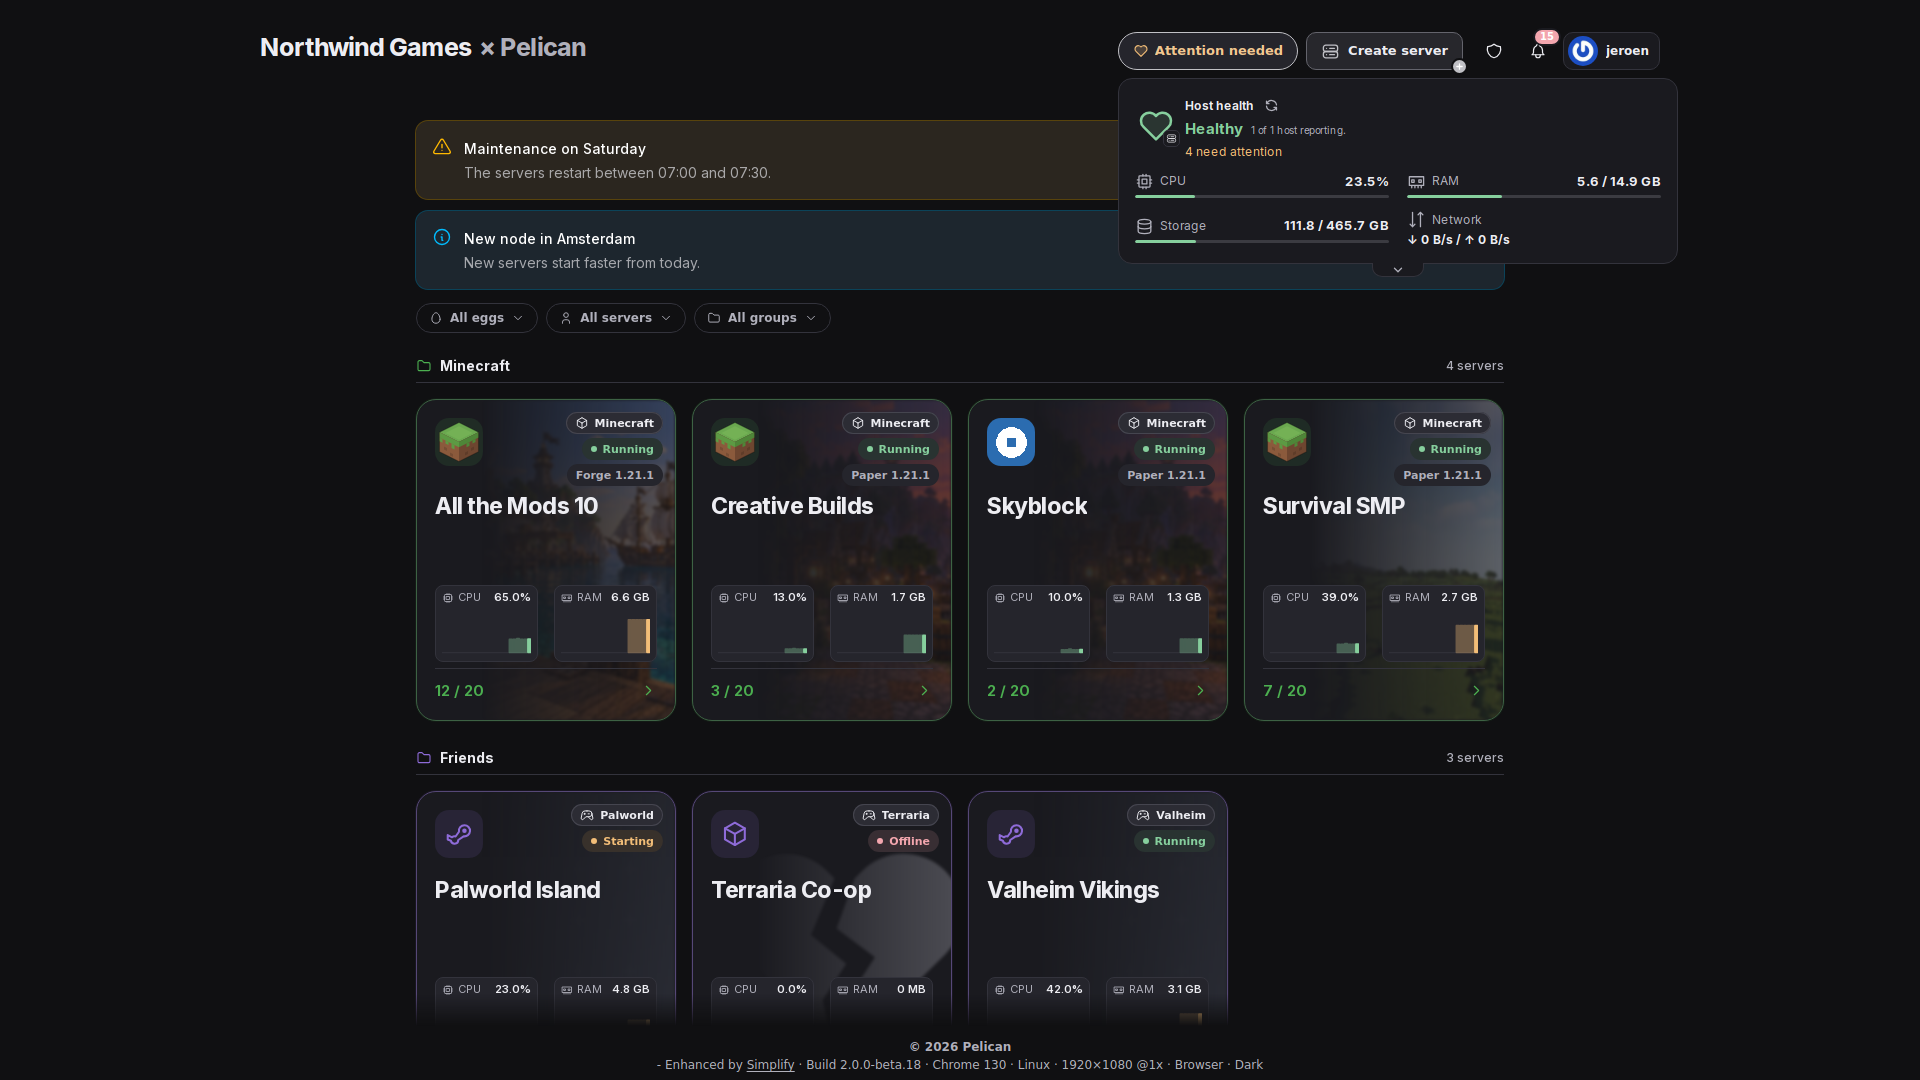 Northwind Games × Pelican
Attention needed
Create server
15
jeroen
Host health
Healthy 1 of 1 host reporting.
4 need attention
CPU 23.5%
RAM 5.6 / 14.9 GB
Storage 111.8 / 465.7 GB
Network
↓ 0 B/s / ↑ 0 B/s
Maintenance on Saturday
The servers restart between 07:00 and 07:30.
New node in Amsterdam
New servers start faster from today.
All eggs
All servers
All groups
Minecraft
4 servers
Minecraft
Running
Forge 1.21.1
All the Mods 10
CPU 65.0%
RAM 6.6 GB
12 / 20
Minecraft
Running
Paper 1.21.1
Creative Builds
CPU 13.0%
RAM 1.7 GB
3 / 20
Minecraft
Running
Paper 1.21.1
Skyblock
CPU 10.0%
RAM 1.3 GB
2 / 20
Minecraft
Running
Paper 1.21.1
Survival SMP
CPU 39.0%
RAM 2.7 GB
7 / 20
Friends
3 servers
Palworld
Starting
Palworld Island
CPU 23.0%
RAM 4.8 GB
Terraria
Offline
Terraria Co-op
CPU 0.0%
RAM 0 MB
Valheim
Running
Valheim Vikings
CPU 42.0%
RAM 3.1 GB
© 2026 Pelican
- Enhanced by Simplify · Build 2.0.0-beta.18 · Chrome 130 · Linux · 1920×1080 @1x · Browser · Dark